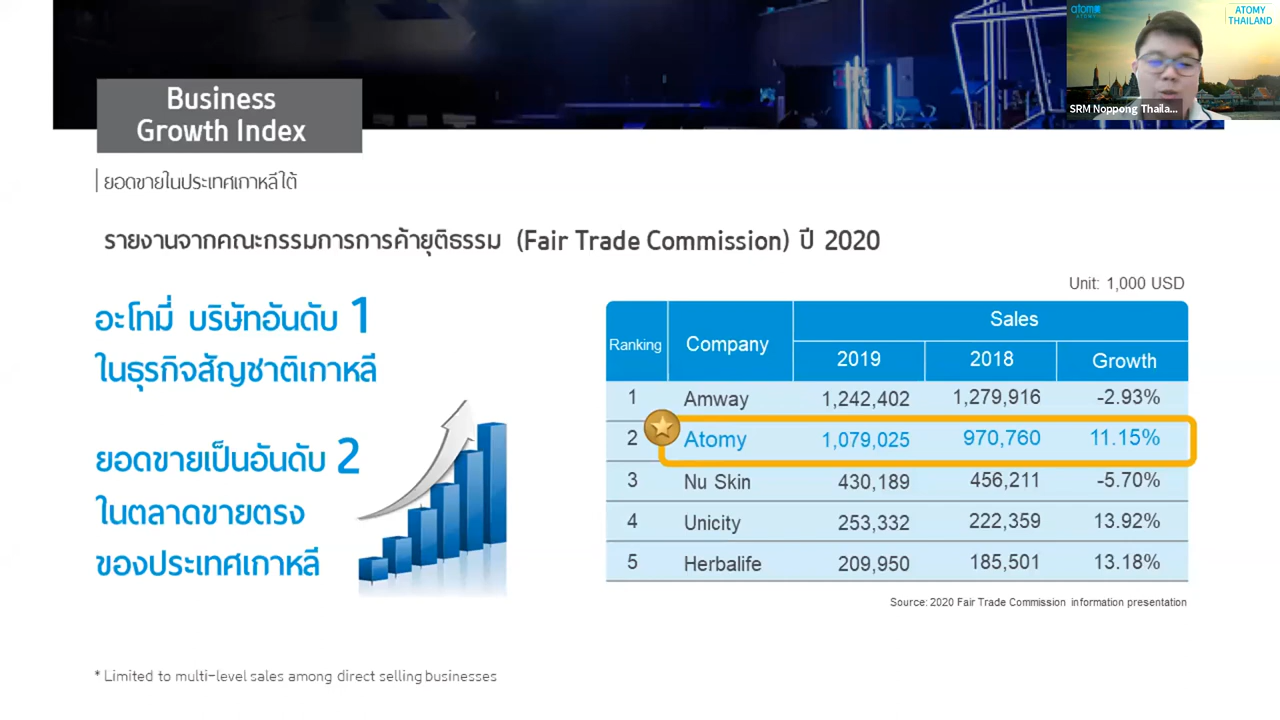 atomy
ATOMY
ATOMY
THAILAND
SRM Noppong Thaila...
Business
Growth Index
ยอดขายในประเทศเกาหลีใต้
รายงานจากคณะกรรมการการค้ายุติธรรม (Fair Trade Commission) ปี 2020
อะโทมี่ บริษัทอันดับ 1
ในธุรกิจสัญชาติเกาหลี
ยอดขายเป็นอันดับ 2
ในตลาดขายตรง
ของประเทศเกาหลี
Unit: 1,000 USD
Ranking Company Sales
2019 2018 Growth
1 Amway 1,242,402 1,279,916 -2.93%
2 Atomy 1,079,025 970,760 11.15%
3 Nu Skin 430,189 456,211 -5.70%
4 Unicity 253,332 222,359 13.92%
5 Herbalife 209,950 185,501 13.18%
Source: 2020 Fair Trade Commission information presentation
* Limited to multi-level sales among direct selling businesses